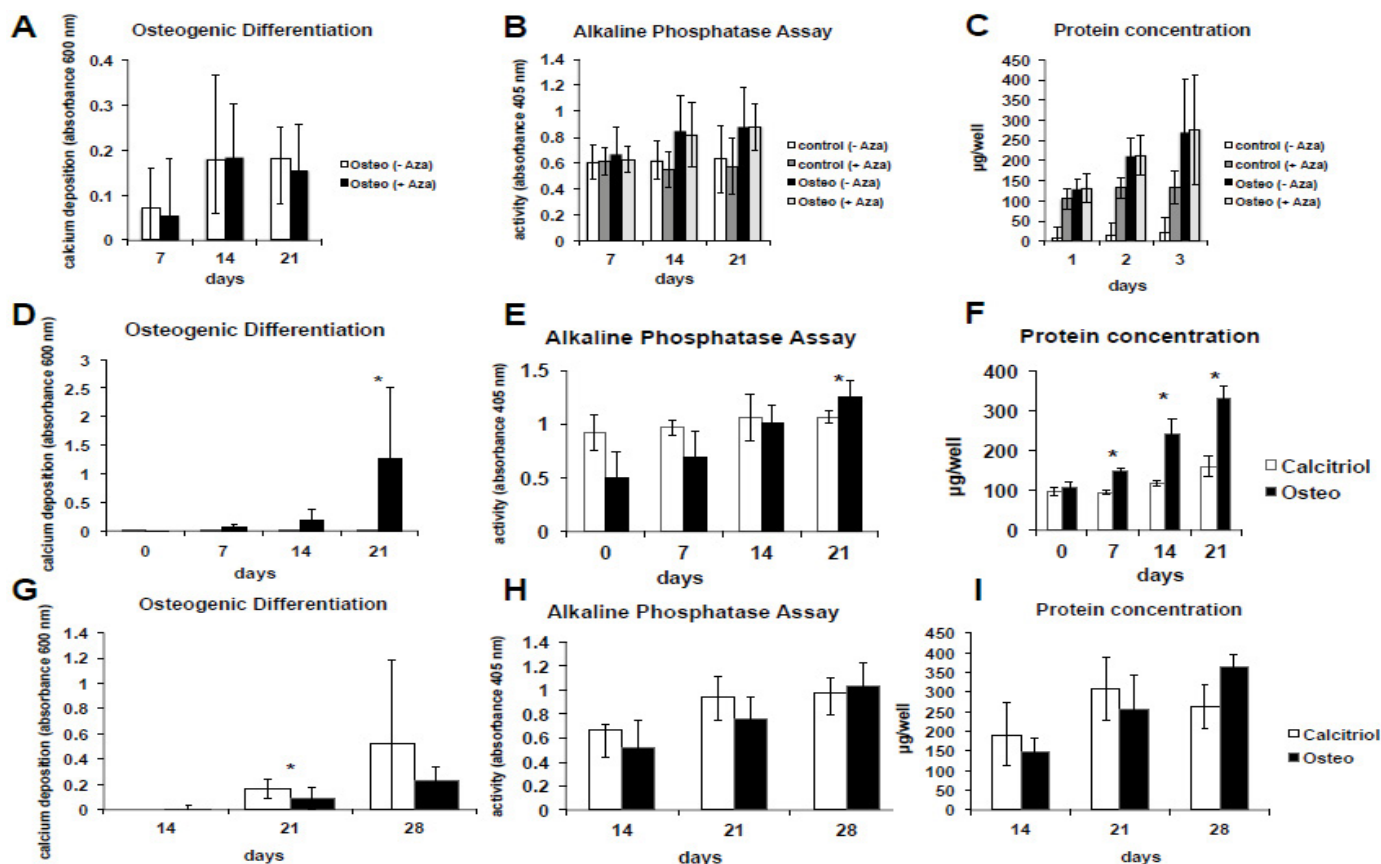 A
Osteogenic Differentiation
calcium deposition (absorbance 600 nm)
0.4
0.3
0.2
0.1
0
7 14 21
days
Osteo (- Aza)
Osteo (+ Aza)
B
Alkaline Phosphatase Assay
activity (absorbance 405 nm)
1.4
1.2
1
0.8
0.6
0.4
0.2
0
7 14 21
days
control (- Aza)
control (+ Aza)
Osteo (- Aza)
Osteo (+ Aza)
C
Protein concentration
µg/well
450
400
350
300
250
200
150
100
50
0
1 2 3
days
control (- Aza)
control (+ Aza)
Osteo (- Aza)
Osteo (+ Aza)
D
Osteogenic Differentiation
calcium deposition (absorbance 600 nm)
3
2.5
2
1.5
1
0.5
0
*
0 7 14 21
days
E
Alkaline Phosphatase Assay
activity (absorbance 405 nm)
1.5
1
0.5
0
*
0 7 14 21
days
F
Protein concentration
µg/well
400
300
200
100
0
* * *
0 7 14 21
days
Calcitriol
Osteo
G
Osteogenic Differentiation
calcium deposition (absorbance 600 nm)
1.4
1.2
1
0.8
0.6
0.4
0.2
0
*
14 21 28
days
H
Alkaline Phosphatase Assay
activity (absorbance 405 nm)
1.4
1.2
1
0.8
0.6
0.4
0.2
0
14 21 28
days
I
Protein concentration
µg/well
450
400
350
300
250
200
150
100
50
0
14 21 28
days
Calcitriol
Osteo